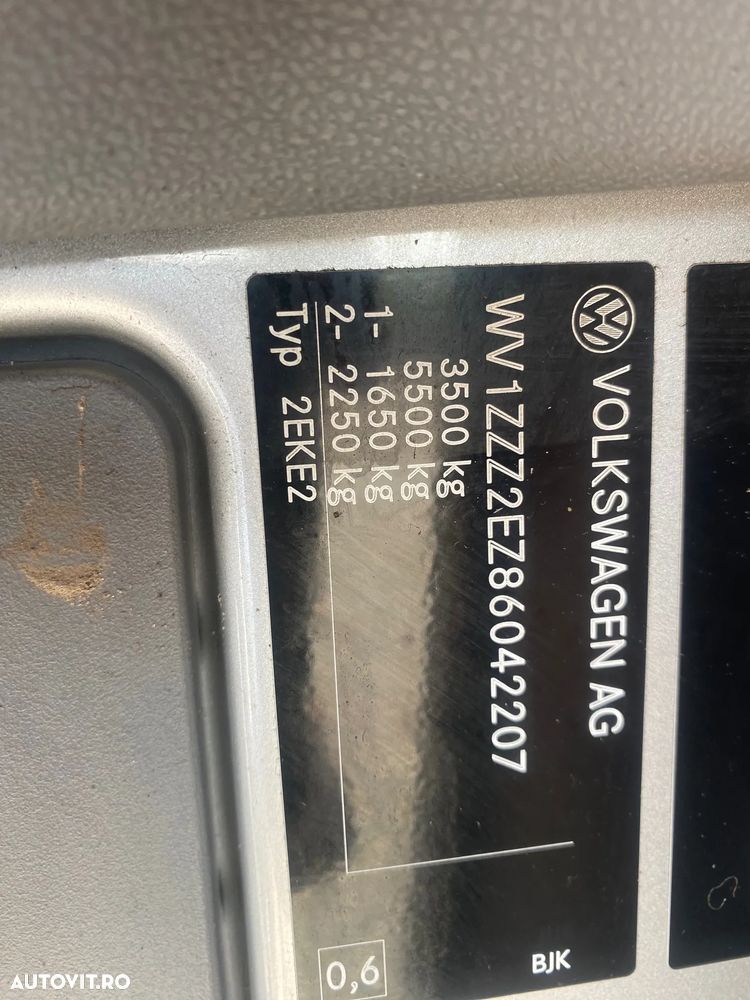 VOLKSWAGEN AG
WV1ZZZ2EZ86042207
3500 kg
5500 kg
1- 1650 kg
2- 2250 kg
Typ 2EKE2
BJK
0,6
AUTOVIT.RO